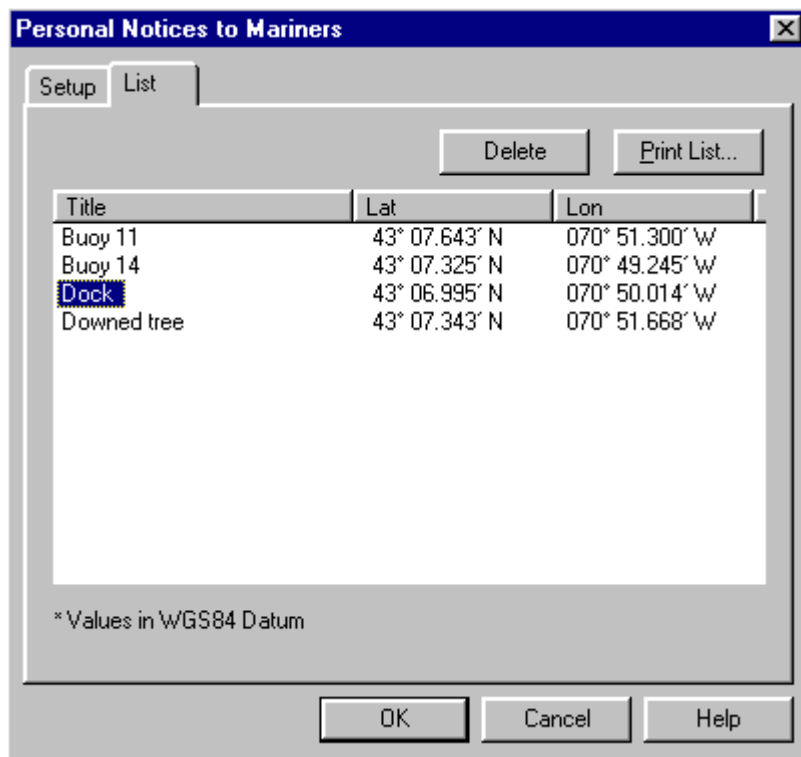 Personal Notices to Mariners
Setup List
Delete Print List...
Title Lat Lon
Buoy 11 43° 07.643´ N 070° 51.300´ W
Buoy 14 43° 07.325´ N 070° 49.245´ W
Dock 43° 06.995´ N 070° 50.014´ W
Downed tree 43° 07.343´ N 070° 51.668´ W
* Values in WGS84 Datum
OK Cancel Help